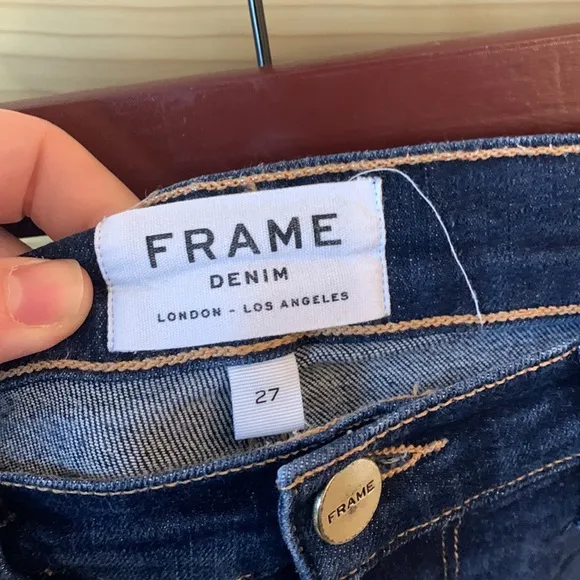 FRAME
DENIM
LONDON - LOS ANGELES
27
FRAME